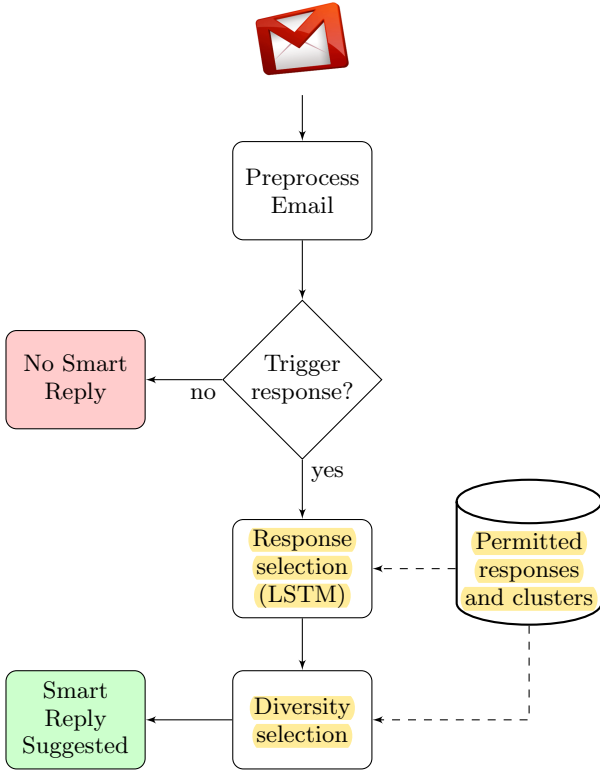 Preprocess
Email
Trigger
response?
No Smart
Reply
no
yes
Response
selection
(LSTM)
Permitted
responses
and clusters
Diversity
selection
Smart
Reply
Suggested